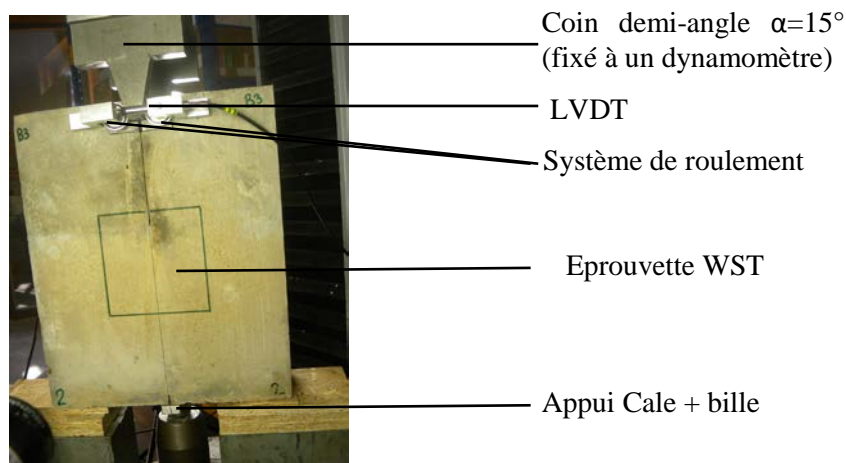 Coin demi-angle α=15°
(fixé à un dynamomètre)
B3
B3
LVDT
Système de roulement
Eprouvette WST
2
2
Appui Cale + bille